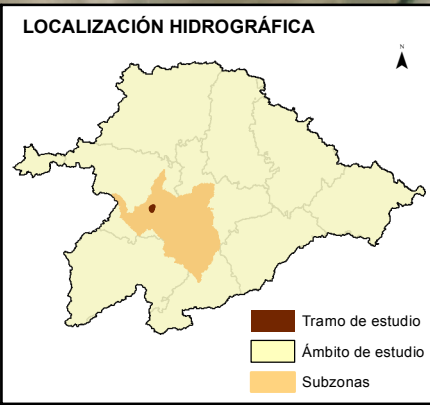 LOCALIZACIÓN HIDROGRÁFICA
N
Tramo de estudio
Ámbito de estudio
Subzonas